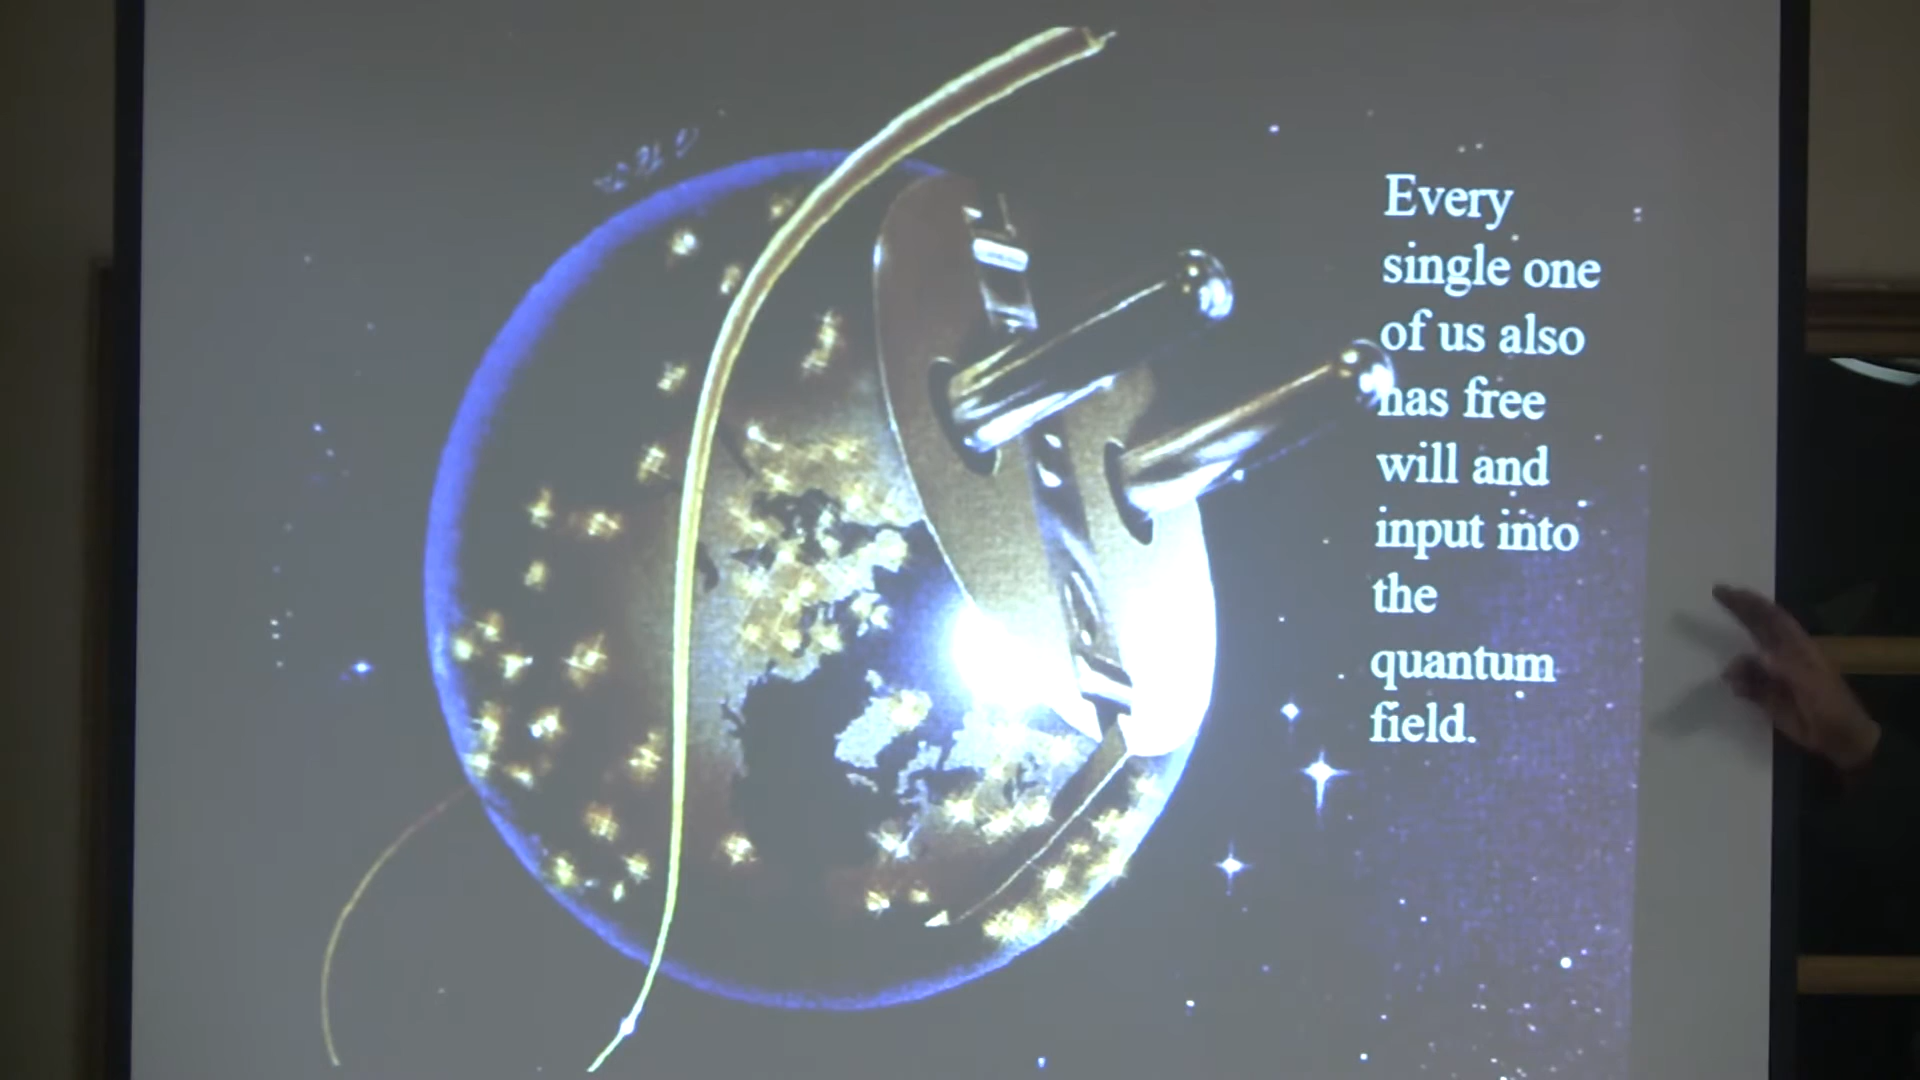 Every
single one
of us also
has free
will and
input into
the
quantum
field.